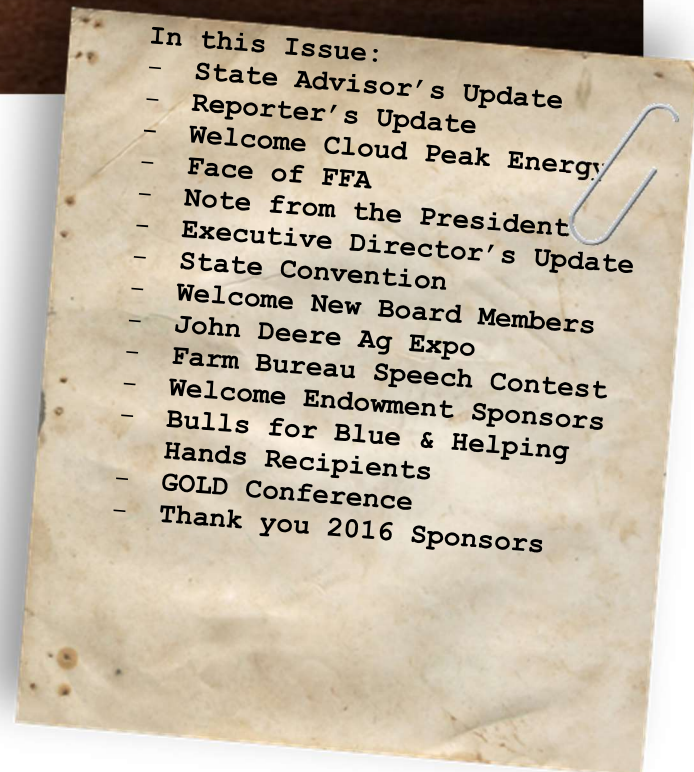 In this Issue:
- State Advisor's Update
- Reporter's Update
- Welcome Cloud Peak Energy
- Face of FFA
- Note from the President
- Executive Director's Update
- State Convention
- Welcome New Board Members
- John Deere Ag Expo
- Farm Bureau Speech Contest
- Welcome Endowment Sponsors
- Bulls for Blue & Helping
Hands Recipients
- GOLD Conference
- Thank you 2016 Sponsors